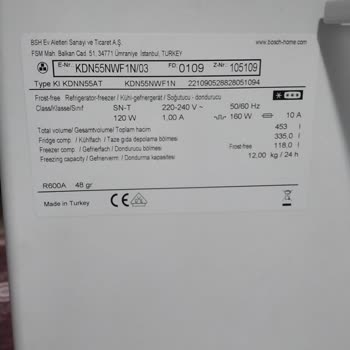 BSH Ev Aletleri Sanayi ve Ticaret A.Ş. www.bosch-home.com
FSM Mah. Balkan Cad. 51, 34771 Ümraniye, İstanbul, TURKEY
E-Nr KDN55NWF1N/03 FD 0109 Z-Nr 105109
Type KI KDNN55AT KDN55NWF1N 221090528828051094
Frost-free Refrigerator-freezer / Kühl-gefriergerät / Soğutucu - dondurucu
Class/Klasse/Sınıf SN-T 220-240 V ~ 50/60 Hz
120 W 1,00 A 160 W 10 A
Total volume/ Gesamtvolume/ Toplam hacim 453 l
Fridge comp / Kühlfach / Taze gıda depolama bölmesi 335,0 l
Freezer comp / Gefrierfach / Dondurucu bölmesi Frost-free 118,0 l
Freezing capacity / Gefriervermög / Dondurma kapasitesi 12,00 kg / 24 h
R600A 48 gr
Made in Turkey CE